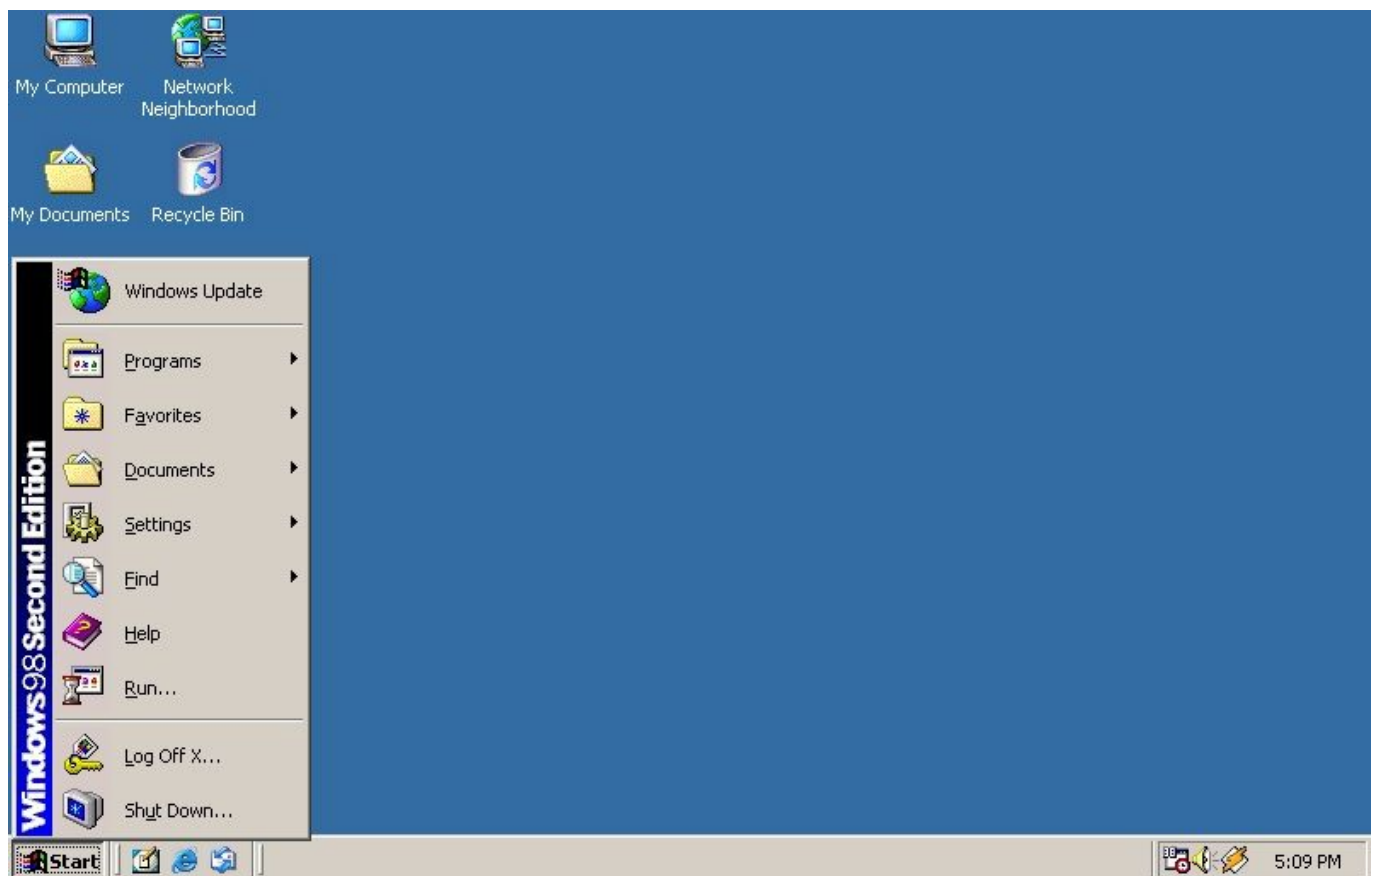 My Computer
Network
Neighborhood
My Documents
Recycle Bin
Windows98 Second Edition
Windows Update
Programs
Favorites
Documents
Settings
Find
Help
Run...
Log Off X...
Shut Down...
Start
5:09 PM